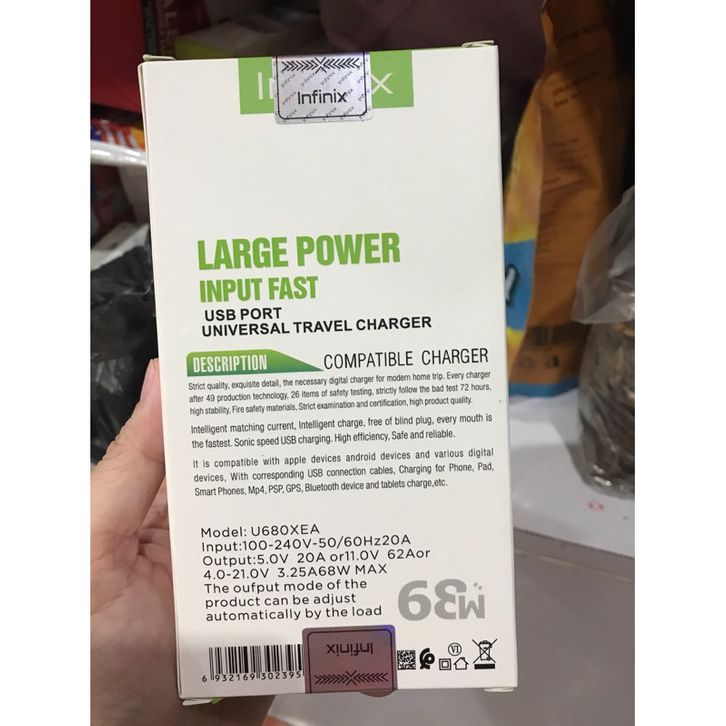 Infinix
LARGE POWER
INPUT FAST
USB PORT
UNIVERSAL TRAVEL CHARGER
DESCRIPTION
COMPATIBLE CHARGER
Strict quality, exquisite detail, the necessary digital charger for modern home trip. Every charger
after 49 production technology, 26 items of safety testing, strictly follow the bad test 72 hours,
high stability, Fire safety materials, Strict examination and certification, high product quality.
Intelligent matching current, Intelligent charge, free of blind plug, every mouth is
the fastest. Sonic speed USB charging. High efficiency, Safe and reliable.
It is compatible with apple devices android devices and various digital
devices, With corresponding USB connection cables, Charging for Phone, Pad,
Smart Phones, Mp4, PSP, GPS, Bluetooth device and tablets charge,etc.
Model: U680XEA
Input:100-240V-50/60Hz20A
Output:5.0V 20A or11.0V 62Aor
4.0-21.0V 3.25A68W MAX
The output mode of the
product can be adjust
automatically by the load
Infinix
6 932169 302395
VI